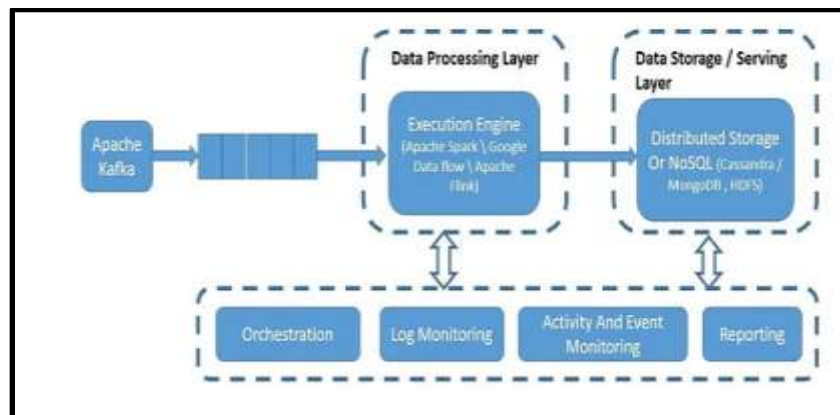 Data Processing Layer
Data Storage / Serving
Layer
Apache
Kafka
Execution Engine
(Apache Spark \ Google
Data flow \ Apache
Flink)
Distributed Storage
Or NoSQL (Cassandra /
MongoDB , HDFS)
Orchestration
Log Monitoring
Activity And Event
Monitoring
Reporting